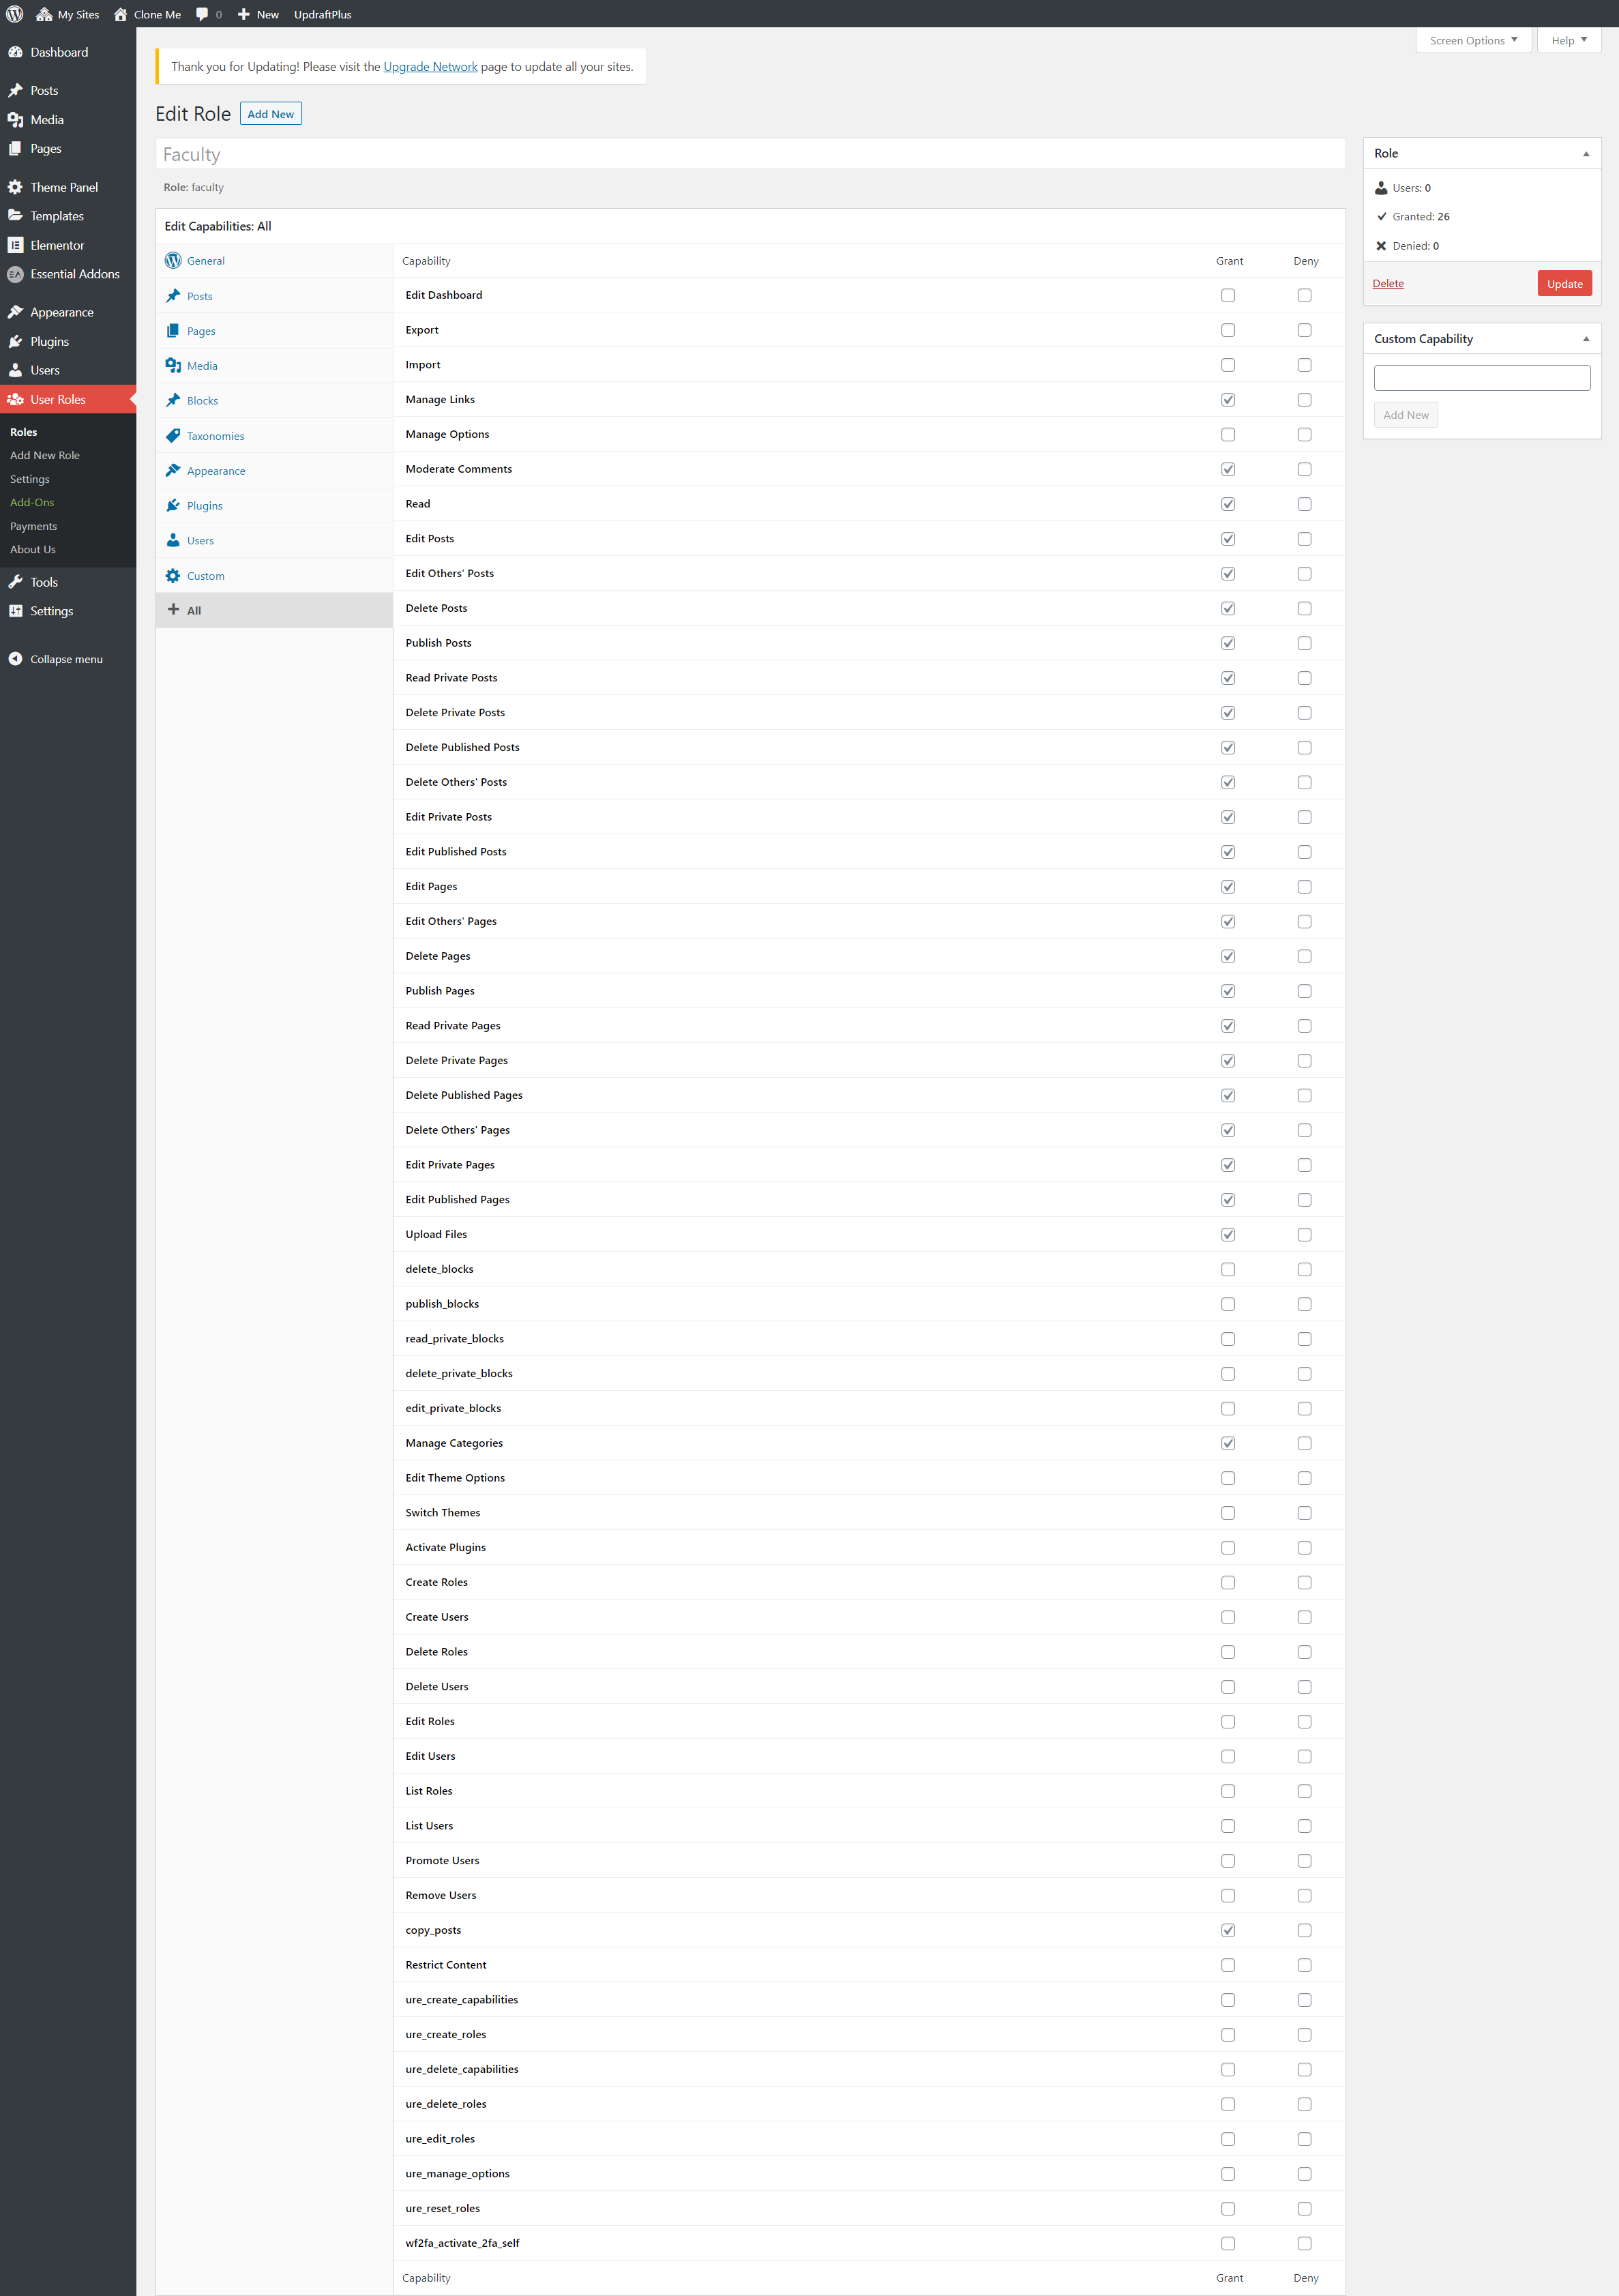 My Sites Clone Me 0 New UpdraftPlus
Dashboard
Posts
Media
Pages
Theme Panel
Templates
Elementor
Essential Addons
Appearance
Plugins
Users
User Roles
Roles
Add New Role
Settings
Add-Ons
Payments
About Us
Tools
Settings
Collapse menu
Screen Options Help
Thank you for Updating! Please visit the Upgrade Network page to update all your sites.
Edit Role Add New
Faculty
Role: faculty
Edit Capabilities: All
General
Posts
Pages
Media
Blocks
Taxonomies
Appearance
Plugins
Users
Custom
All
Capability Grant Deny
Edit Dashboard
Export
Import
Manage Links
Manage Options
Moderate Comments
Read
Edit Posts
Edit Others' Posts
Delete Posts
Publish Posts
Read Private Posts
Delete Private Posts
Delete Published Posts
Delete Others' Posts
Edit Private Posts
Edit Published Posts
Edit Pages
Edit Others' Pages
Delete Pages
Publish Pages
Read Private Pages
Delete Private Pages
Delete Published Pages
Delete Others' Pages
Edit Private Pages
Edit Published Pages
Upload Files
delete_blocks
publish_blocks
read_private_blocks
delete_private_blocks
edit_private_blocks
Manage Categories
Edit Theme Options
Switch Themes
Activate Plugins
Create Roles
Create Users
Delete Roles
Delete Users
Edit Roles
Edit Users
List Roles
List Users
Promote Users
Remove Users
copy_posts
Restrict Content
ure_create_capabilities
ure_create_roles
ure_delete_capabilities
ure_delete_roles
ure_edit_roles
ure_manage_options
ure_reset_roles
wf2fa_activate_2fa_self
Capability Grant Deny
Role
Users: 0
Granted: 26
Denied: 0
Delete Update
Custom Capability
Add New